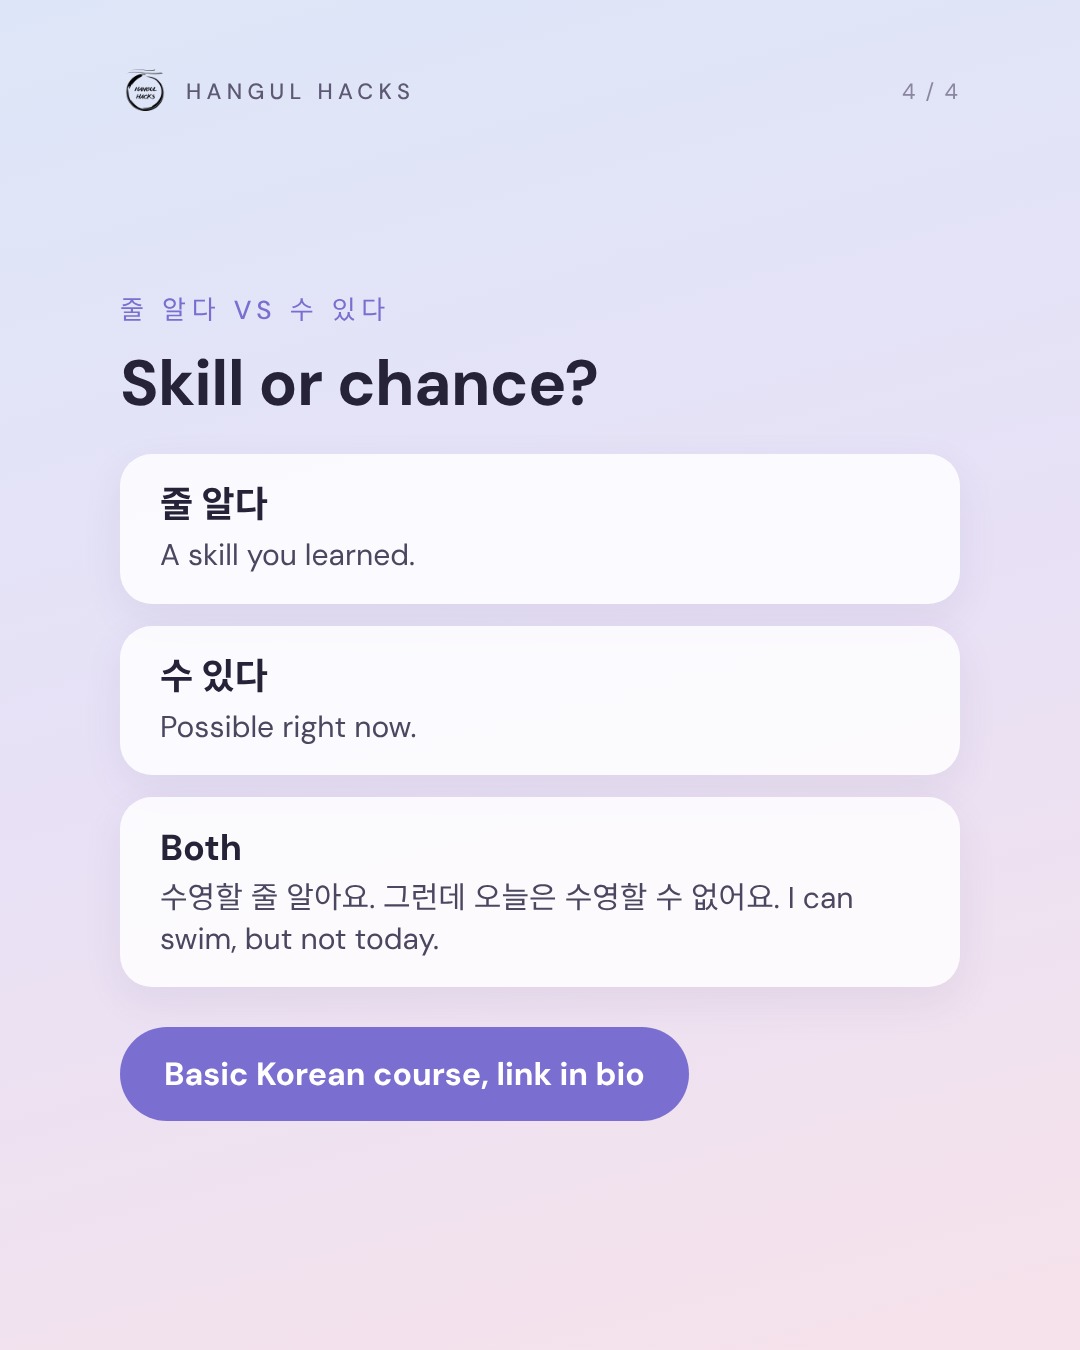 HANGUL HACKS
HANGUL HACKS
4 / 4
줄 알다 VS 수 있다
Skill or chance?
줄 알다
A skill you learned.
수 있다
Possible right now.
Both
수영할 줄 알아요. 그런데 오늘은 수영할 수 없어요. I can
swim, but not today.
Basic Korean course, link in bio